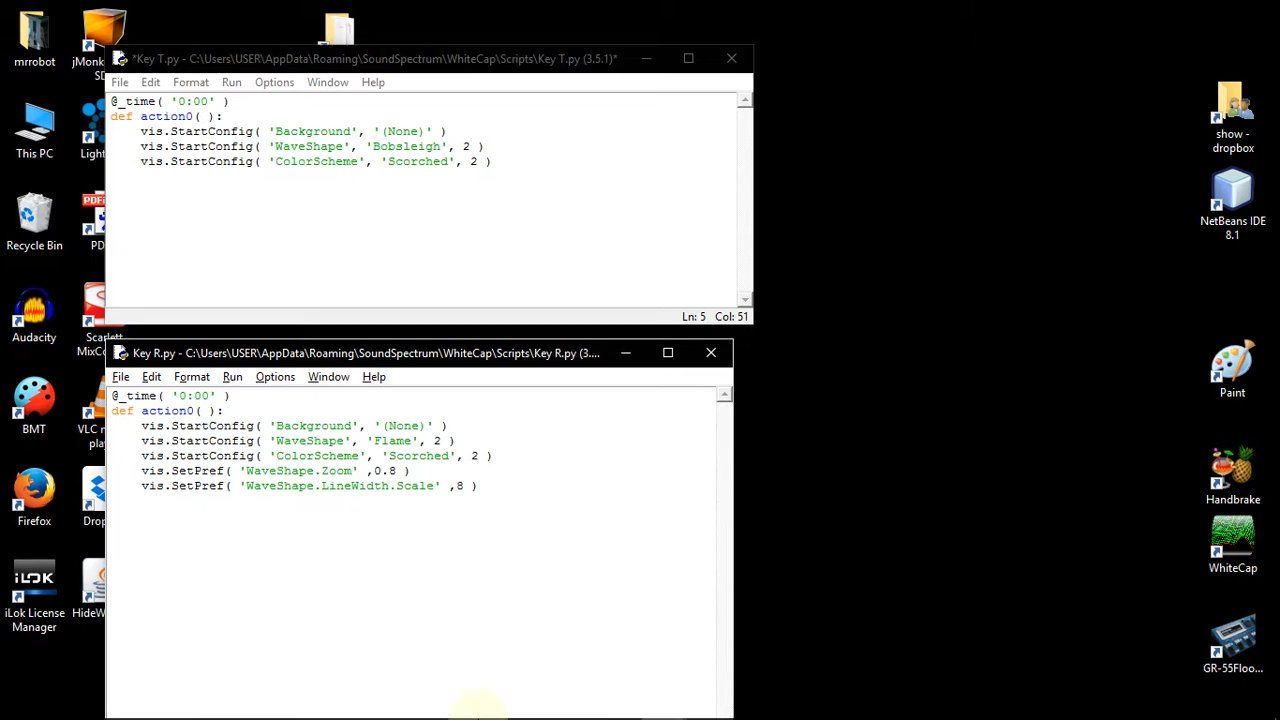 mrrobot
jMonk
SD
This PC
Light
Recycle Bin
PDFi
PD
Audacity
Scarlett
MixCo
BMT
VLC m
play
Firefox
Drop
iLOK
iLok License
Manager
HideW
*Key T.py - C:\Users\USER\AppData\Roaming\SoundSpectrum\WhiteCap\Scripts\Key T.py (3.5.1)*
File Edit Format Run Options Window Help
@_time( '0:00' )
def action0( ):
    vis.StartConfig( 'Background', '(None)' )
    vis.StartConfig( 'WaveShape', 'Bobsleigh', 2 )
    vis.StartConfig( 'ColorScheme', 'Scorched', 2 )
Ln: 5 Col: 51
Key R.py - C:\Users\USER\AppData\Roaming\SoundSpectrum\WhiteCap\Scripts\Key R.py (3....
File Edit Format Run Options Window Help
@_time( '0:00' )
def action0( ):
    vis.StartConfig( 'Background', '(None)' )
    vis.StartConfig( 'WaveShape', 'Flame', 2 )
    vis.StartConfig( 'ColorScheme', 'Scorched', 2 )
    vis.SetPref( 'WaveShape.Zoom' ,0.8 )
    vis.SetPref( 'WaveShape.LineWidth.Scale' ,8 )
show -
dropbox
NetBeans IDE
8.1
Paint
Handbrake
WhiteCap
GR-55Floo...